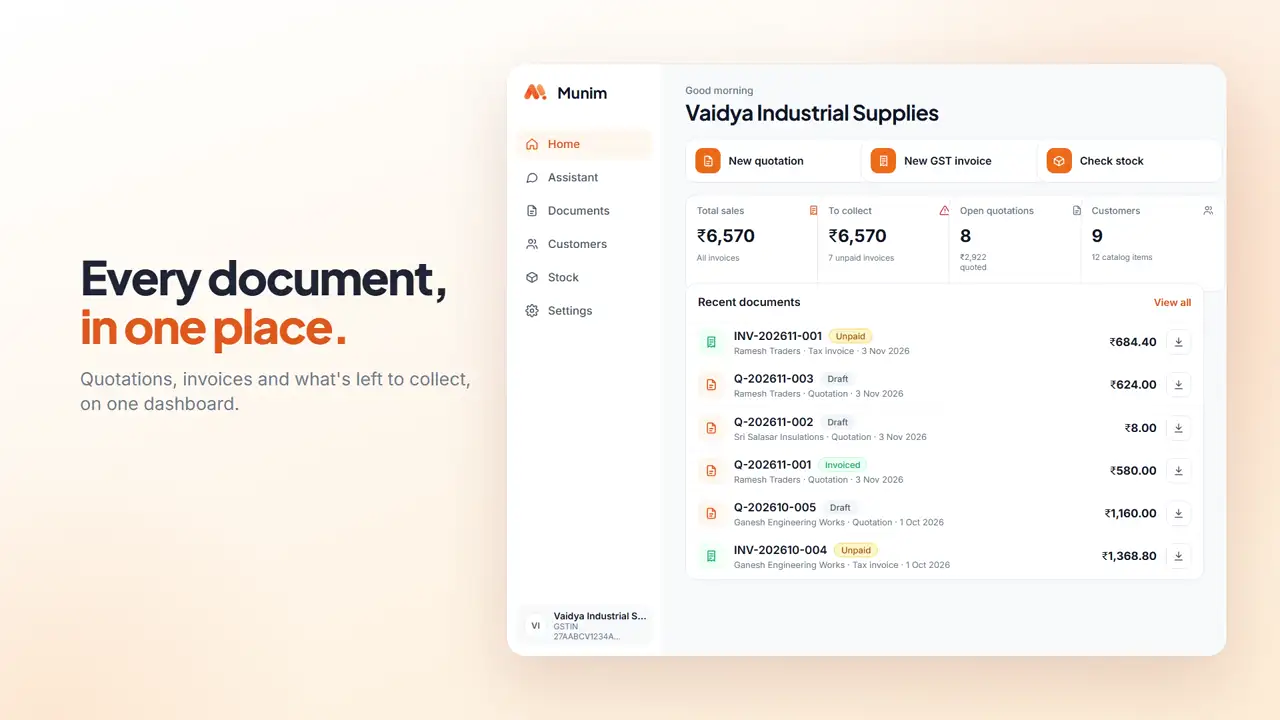 Every document,
in one place.
Quotations, invoices and what's left to collect,
on one dashboard.
Munim
Home
Assistant
Documents
Customers
Stock
Settings
VI
Vaidya Industrial S...
GSTIN
27AABCV1234A...
Good morning
Vaidya Industrial Supplies
New quotation
New GST invoice
Check stock
Total sales
₹6,570
All invoices
To collect
₹6,570
7 unpaid invoices
Open quotations
8
₹2,922
quoted
Customers
9
12 catalog items
Recent documents
View all
INV-202611-001 Unpaid
Ramesh Traders · Tax invoice · 3 Nov 2026
₹684.40
Q-202611-003 Draft
Ramesh Traders · Quotation · 3 Nov 2026
₹624.00
Q-202611-002 Draft
Sri Salasar Insulations · Quotation · 3 Nov 2026
₹8.00
Q-202611-001 Invoiced
Ramesh Traders · Quotation · 3 Nov 2026
₹580.00
Q-202610-005 Draft
Ganesh Engineering Works · Quotation · 1 Oct 2026
₹1,160.00
INV-202610-004 Unpaid
Ganesh Engineering Works · Tax invoice · 1 Oct 2026
₹1,368.80